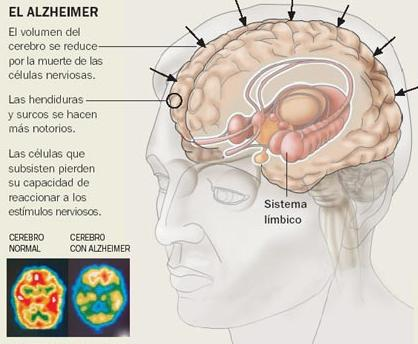 EL ALZHEIMER
El volumen del
cerebro se reduce
por la muerte de las
células nerviosas.
Las hendiduras
y surcos se hacen
más notorios.
Las células que
subsisten pierden
su capacidad de
reaccionar a los
estímulos nerviosos.
CEREBRO
NORMAL
CEREBRO
CON ALZHEIMER
Sistema
límbico